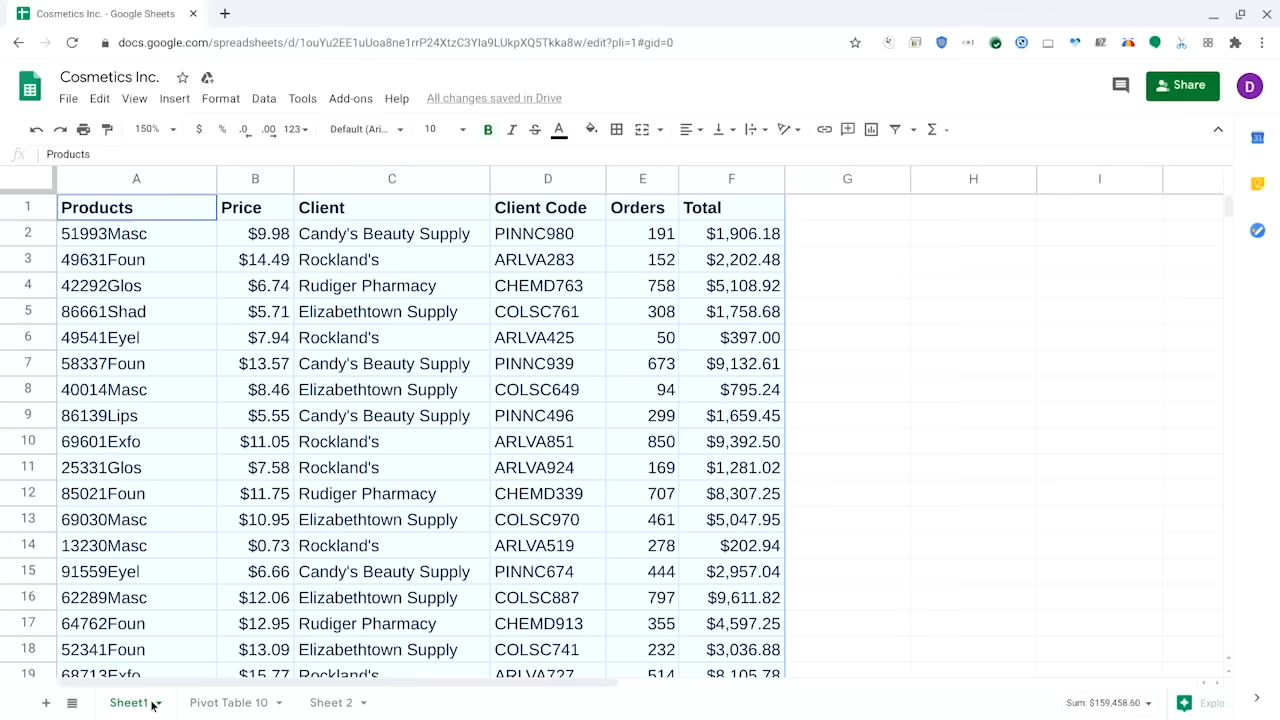 Cosmetics Inc. - Google Sheets
docs.google.com/spreadsheets/d/1ouYu2EE1uUoa8ne1rrP24XtzC3YIa9LUkpXQ5Tkka8w/edit?pli=1#gid=0
Cosmetics Inc.
File Edit View Insert Format Data Tools Add-ons Help All changes saved in Drive
Share
D
150% $ % .0 .00 123 Default (Ari... 10 B I S A Σ
31
fx Products
A B C D E F G H I
1 Products Price Client Client Code Orders Total
2 51993Masc $9.98 Candy's Beauty Supply PINNC980 191 $1,906.18
3 49631Foun $14.49 Rockland's ARLVA283 152 $2,202.48
4 42292Glos $6.74 Rudiger Pharmacy CHEMD763 758 $5,108.92
5 86661Shad $5.71 Elizabethtown Supply COLSC761 308 $1,758.68
6 49541Eyel $7.94 Rockland's ARLVA425 50 $397.00
7 58337Foun $13.57 Candy's Beauty Supply PINNC939 673 $9,132.61
8 40014Masc $8.46 Elizabethtown Supply COLSC649 94 $795.24
9 86139Lips $5.55 Candy's Beauty Supply PINNC496 299 $1,659.45
10 69601Exfo $11.05 Rockland's ARLVA851 850 $9,392.50
11 25331Glos $7.58 Rockland's ARLVA924 169 $1,281.02
12 85021Foun $11.75 Rudiger Pharmacy CHEMD339 707 $8,307.25
13 69030Masc $10.95 Elizabethtown Supply COLSC970 461 $5,047.95
14 13230Masc $0.73 Rockland's ARLVA519 278 $202.94
15 91559Eyel $6.66 Candy's Beauty Supply PINNC674 444 $2,957.04
16 62289Masc $12.06 Elizabethtown Supply COLSC887 797 $9,611.82
17 64762Foun $12.95 Rudiger Pharmacy CHEMD913 355 $4,597.25
18 52341Foun $13.09 Elizabethtown Supply COLSC741 232 $3,036.88
19 68713Exfo $15.77 Rockland's ARLVA727 514 $8,105.78
Sheet1 Pivot Table 10 Sheet 2 Sum: $159,458.60 Explo